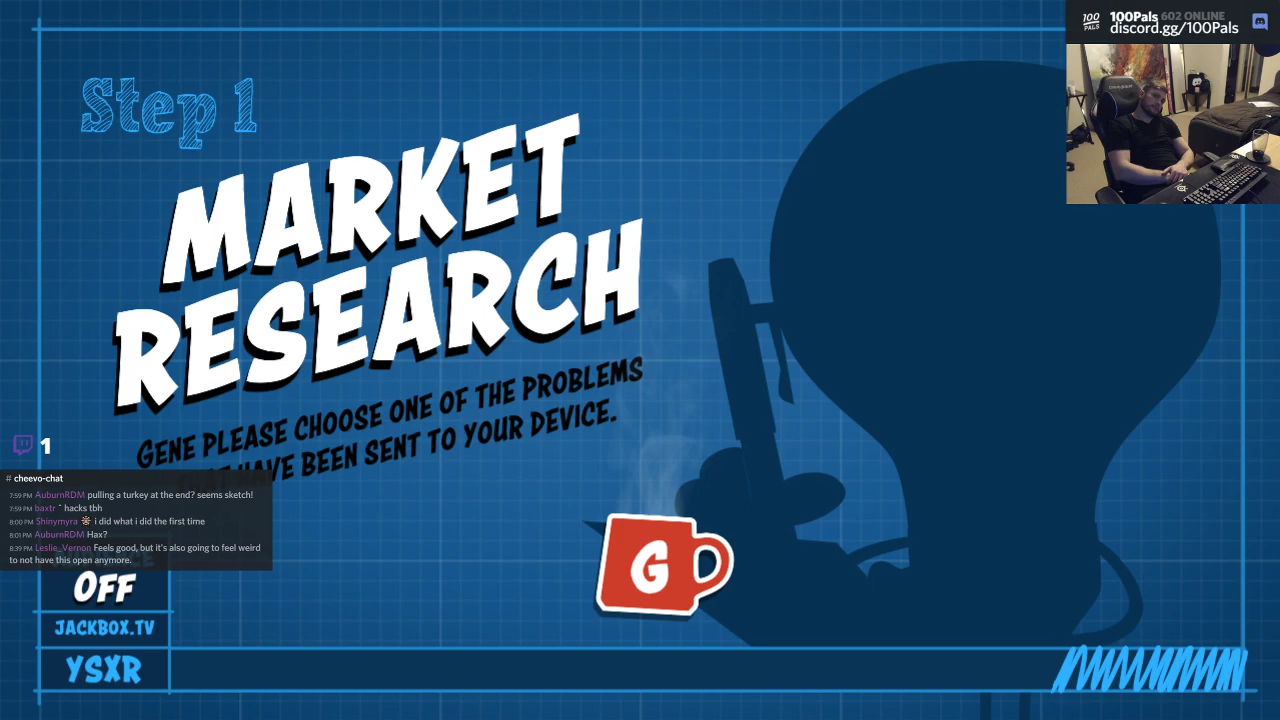 100
PALS
100Pals 602 ONLINE
discord.gg/100Pals
Step 1
MARKET
RESEARCH
GENE PLEASE CHOOSE ONE OF THE PROBLEMS
HAVE BEEN SENT TO YOUR DEVICE.
1
# cheevo-chat
7:59 PM AuburnRDM pulling a turkey at the end? seems sketch!
7:59 PM baxtr hacks tbh
8:00 PM Shinymyra i did what i did the first time
8:01 PM AuburnRDM Hax?
8:39 PM Leslie_Vernon Feels good, but it's also going to feel weird
to not have this open anymore.
G
OFF
JACKBOX.TV
YSXR